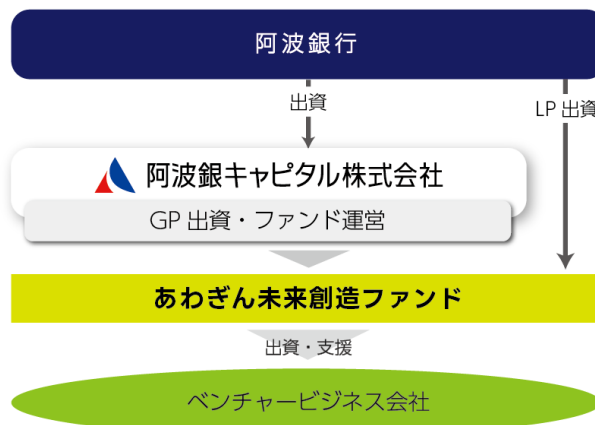 阿波銀行
出資
LP 出資
阿波銀キャピタル株式会社
GP 出資・ファンド運営
あわぎん未来創造ファンド
出資・支援
ベンチャービジネス会社